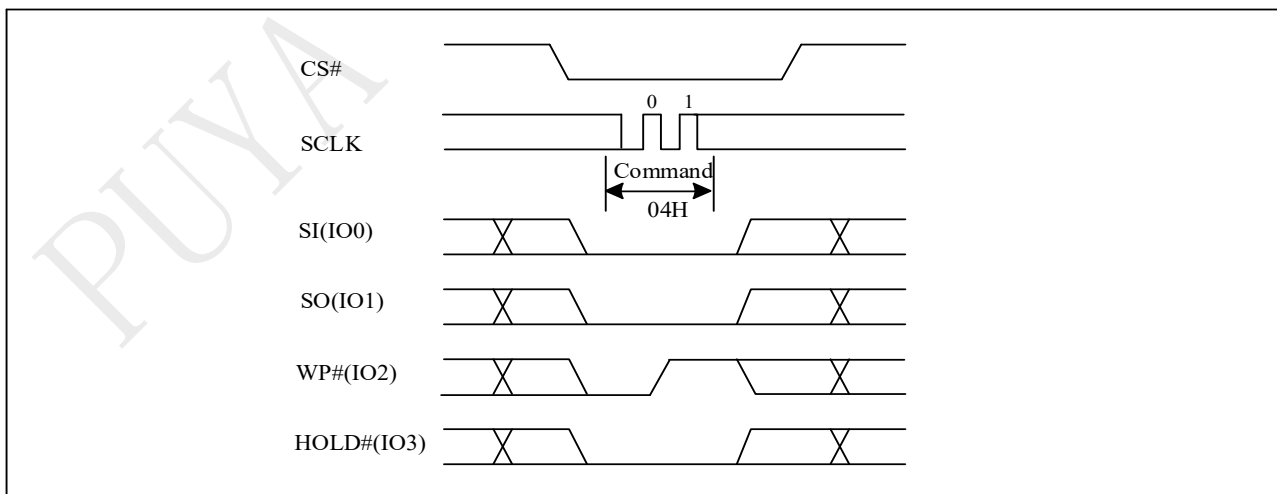 CS#
0 1
SCLK
Command
04H
SI(IO0)
SO(IO1)
WP#(IO2)
HOLD#(IO3)
PUYA